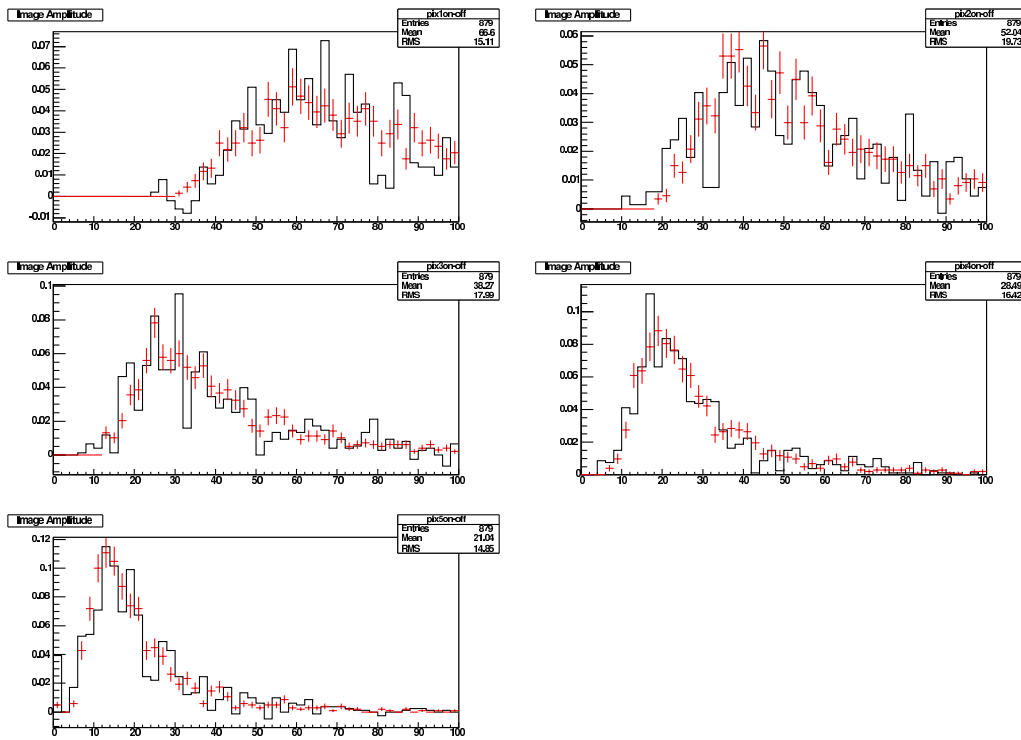 Image Amplitude
pix1on-off
Entries 879
Mean 66.6
RMS 15.11
0.07
0.06
0.05
0.04
0.03
0.02
0.01
0
-0.01
0 10 20 30 40 50 60 70 80 90 100
Image Amplitude
pix2on-off
Entries 879
Mean 52.04
RMS 19.73
0.06
0.05
0.04
0.03
0.02
0.01
0
0 10 20 30 40 50 60 70 80 90 100
Image Amplitude
pix3on-off
Entries 879
Mean 38.27
RMS 17.99
0.1
0.08
0.06
0.04
0.02
0
0 10 20 30 40 50 60 70 80 90 100
Image Amplitude
pix4on-off
Entries 879
Mean 28.49
RMS 16.42
0.1
0.08
0.06
0.04
0.02
0
0 10 20 30 40 50 60 70 80 90 100
Image Amplitude
pix5on-off
Entries 879
Mean 21.04
RMS 14.85
0.12
0.1
0.08
0.06
0.04
0.02
0
0 10 20 30 40 50 60 70 80 90 100